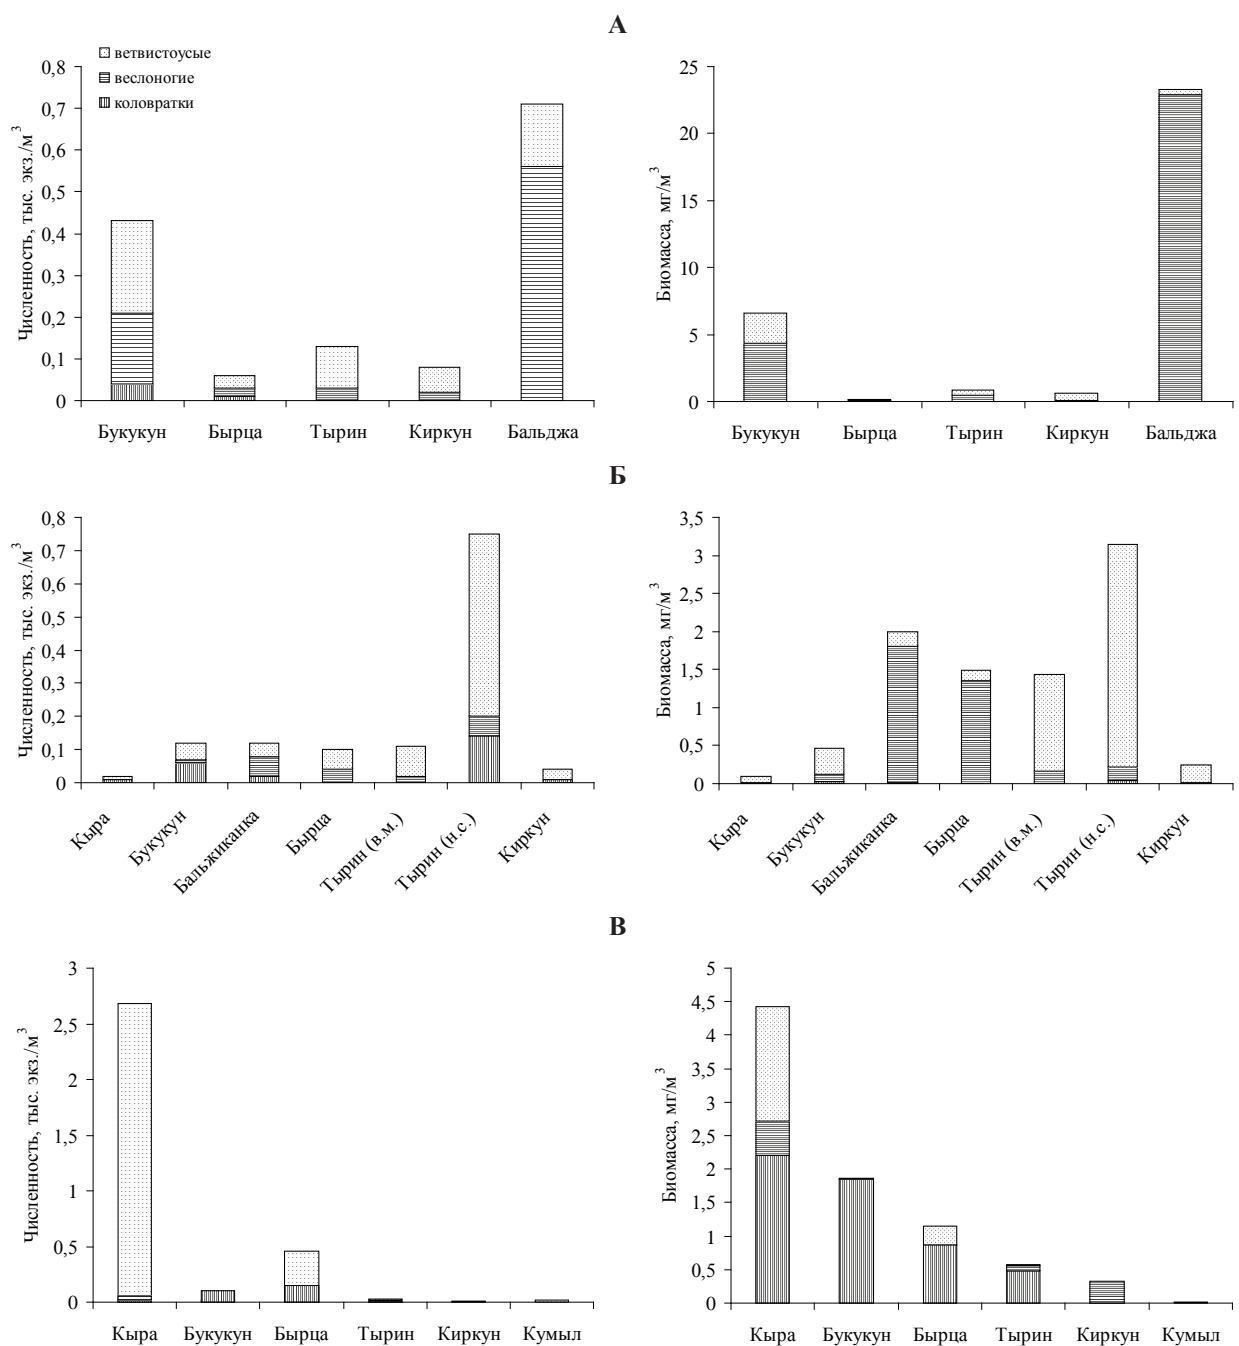 А
ветвистоусые
веслоногие
коловратки
Численность, тыс. экз./м³
0,8
0,7
0,6
0,5
0,4
0,3
0,2
0,1
0
Букукун Бырца Тырин Киркун Бальджа
Биомасса, мг/м³
25
20
15
10
5
0
Букукун Бырца Тырин Киркун Бальджа
Б
Численность, тыс. экз./м³
0,8
0,7
0,6
0,5
0,4
0,3
0,2
0,1
0
Кыра Букукун Бальжиканка Бырца Тырин (в.м.) Тырин (н.с.) Киркун
Биомасса, мг/м³
3,5
3
2,5
2
1,5
1
0,5
0
Кыра Букукун Бальжиканка Бырца Тырин (в.м.) Тырин (н.с.) Киркун
В
Численность, тыс. экз./м³
3
2,5
2
1,5
1
0,5
0
Кыра Букукун Бырца Тырин Киркун Кумыл
Биомасса, мг/м³
5
4,5
4
3,5
3
2,5
2
1,5
1
0,5
0
Кыра Букукун Бырца Тырин Киркун Кумыл